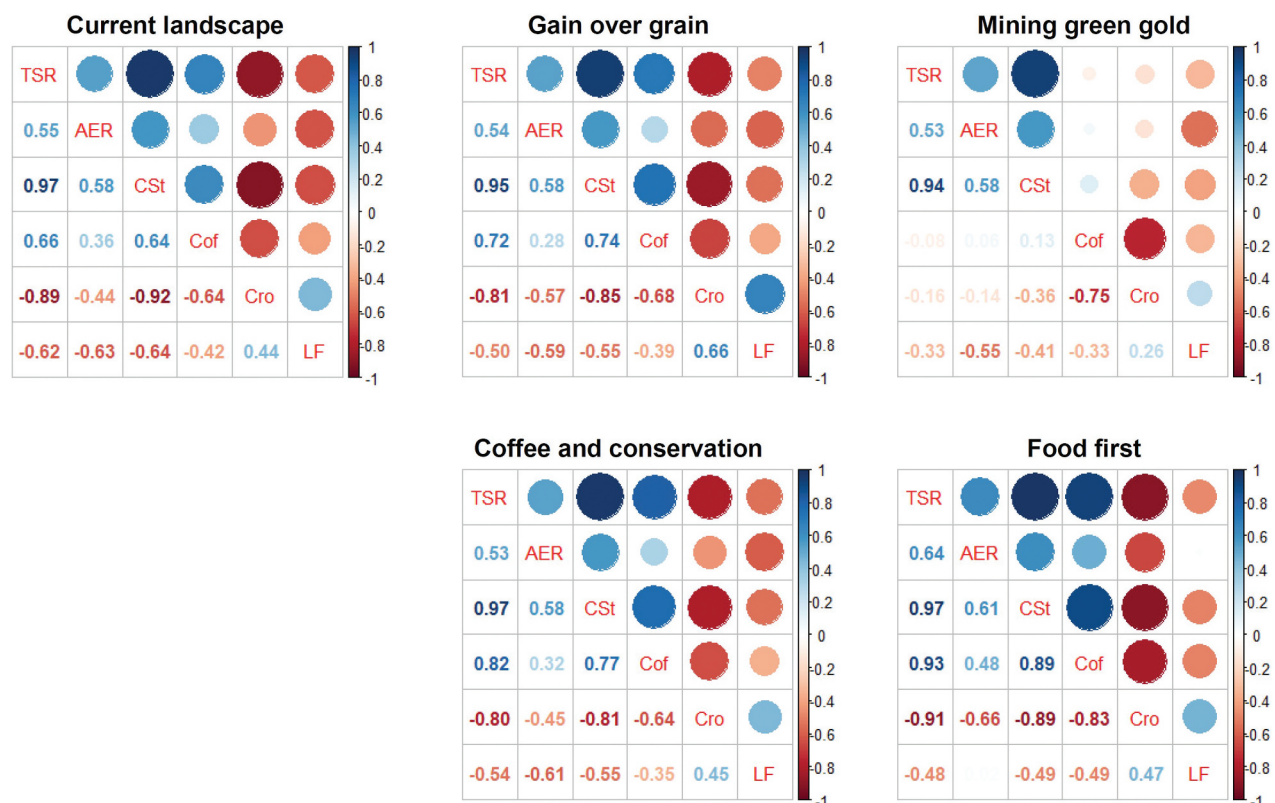 Current landscape
TSR
0.55 AER
0.97 0.58 CSt
0.66 0.36 0.64 Cof
-0.89 -0.44 -0.92 -0.64 Cro
-0.62 -0.63 -0.64 -0.42 0.44 LF
1
0.8
0.6
0.4
0.2
0
-0.2
-0.4
-0.6
-0.8
-1
Gain over grain
TSR
0.54 AER
0.95 0.58 CSt
0.72 0.28 0.74 Cof
-0.81 -0.57 -0.85 -0.68 Cro
-0.50 -0.59 -0.55 -0.39 0.66 LF
1
0.8
0.6
0.4
0.2
0
-0.2
-0.4
-0.6
-0.8
-1
Mining green gold
TSR
0.53 AER
0.94 0.58 CSt
-0.08 0.06 0.13 Cof
-0.16 -0.14 -0.36 -0.75 Cro
-0.33 -0.55 -0.41 -0.33 0.26 LF
1
0.8
0.6
0.4
0.2
0
-0.2
-0.4
-0.6
-0.8
-1
Coffee and conservation
TSR
0.53 AER
0.97 0.58 CSt
0.82 0.32 0.77 Cof
-0.80 -0.45 -0.81 -0.64 Cro
-0.54 -0.61 -0.55 -0.35 0.45 LF
1
0.8
0.6
0.4
0.2
0
-0.2
-0.4
-0.6
-0.8
-1
Food first
TSR
0.64 AER
0.97 0.61 CSt
0.93 0.48 0.89 Cof
-0.91 -0.66 -0.89 -0.83 Cro
-0.48 -0.49 -0.49 0.47 LF
1
0.8
0.6
0.4
0.2
0
-0.2
-0.4
-0.6
-0.8
-1